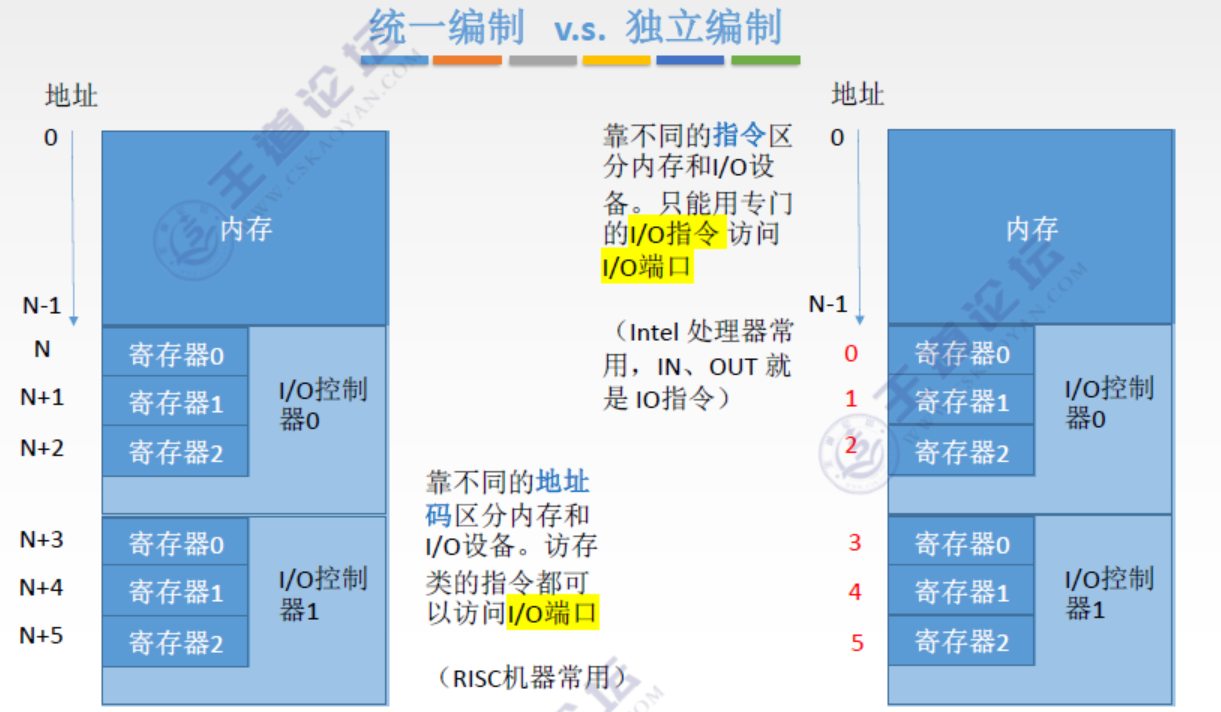 统一编制 v.s. 独立编制
地址
0
内存
N-1
N
寄存器0
N+1
寄存器1
N+2
寄存器2
I/O控制
器0
N+3
寄存器0
N+4
寄存器1
N+5
寄存器2
I/O控制
器1
靠不同的地址
码区分内存和
I/O设备。访存
类的指令都可
以访问I/O端口
（RISC机器常用）
靠不同的指令区
分内存和I/O设
备。只能用专门
的I/O指令 访问
I/O端口
（Intel 处理器常
用，IN、OUT 就
是 IO指令）
地址
0
内存
N-1
0
寄存器0
1
寄存器1
2
寄存器2
I/O控制
器0
3
寄存器0
4
寄存器1
5
寄存器2
I/O控制
器1
王道论坛
WWW.CSKAOYAN.COM
王道论坛
WWW.CSKAOYAN.COM